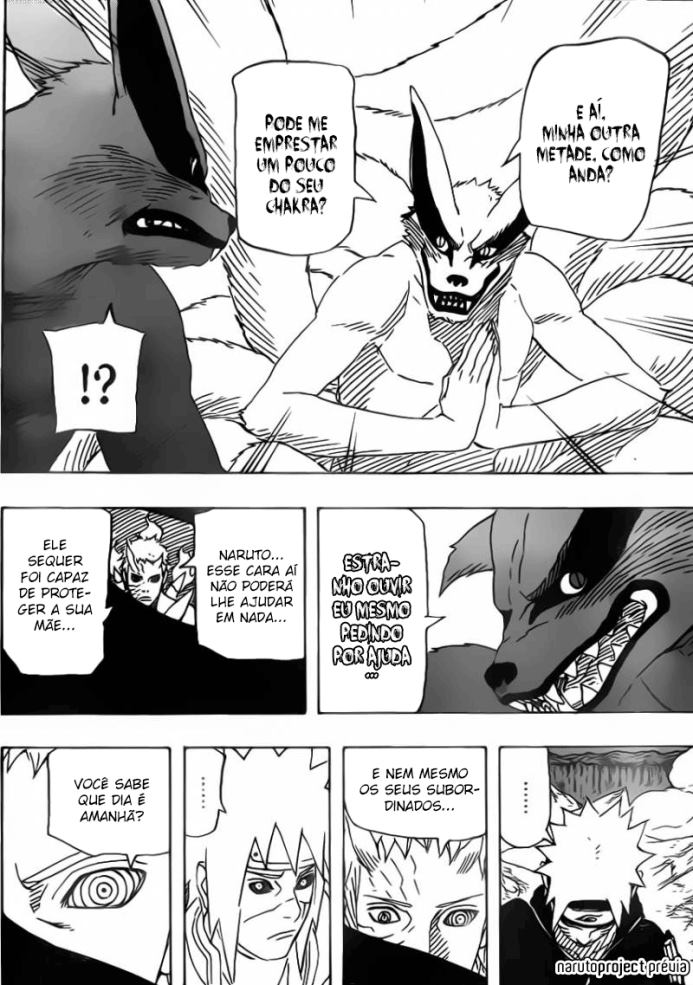 E AÍ,
MINHA OUTRA
METADE, COMO
ANDA?
PODE ME
EMPRESTAR
UM POUCO
DO SEU
CHAKRA?
!?
ESTRA-
NHO OUVIR
EU MESMO
PEDINDO
POR AJUDA
...
NARUTO...
ESSE CARA AÍ
NÃO PODERÁ
LHE AJUDAR
EM NADA...
ELE
SEQUER
FOI CAPAZ
DE PROTE-
GER A SUA
MÃE...
......
E NEM MESMO
OS SEUS SUBOR-
DINADOS...
......
VOCÊ SABE
QUE DIA É
AMANHÃ?
narutoproject prévia